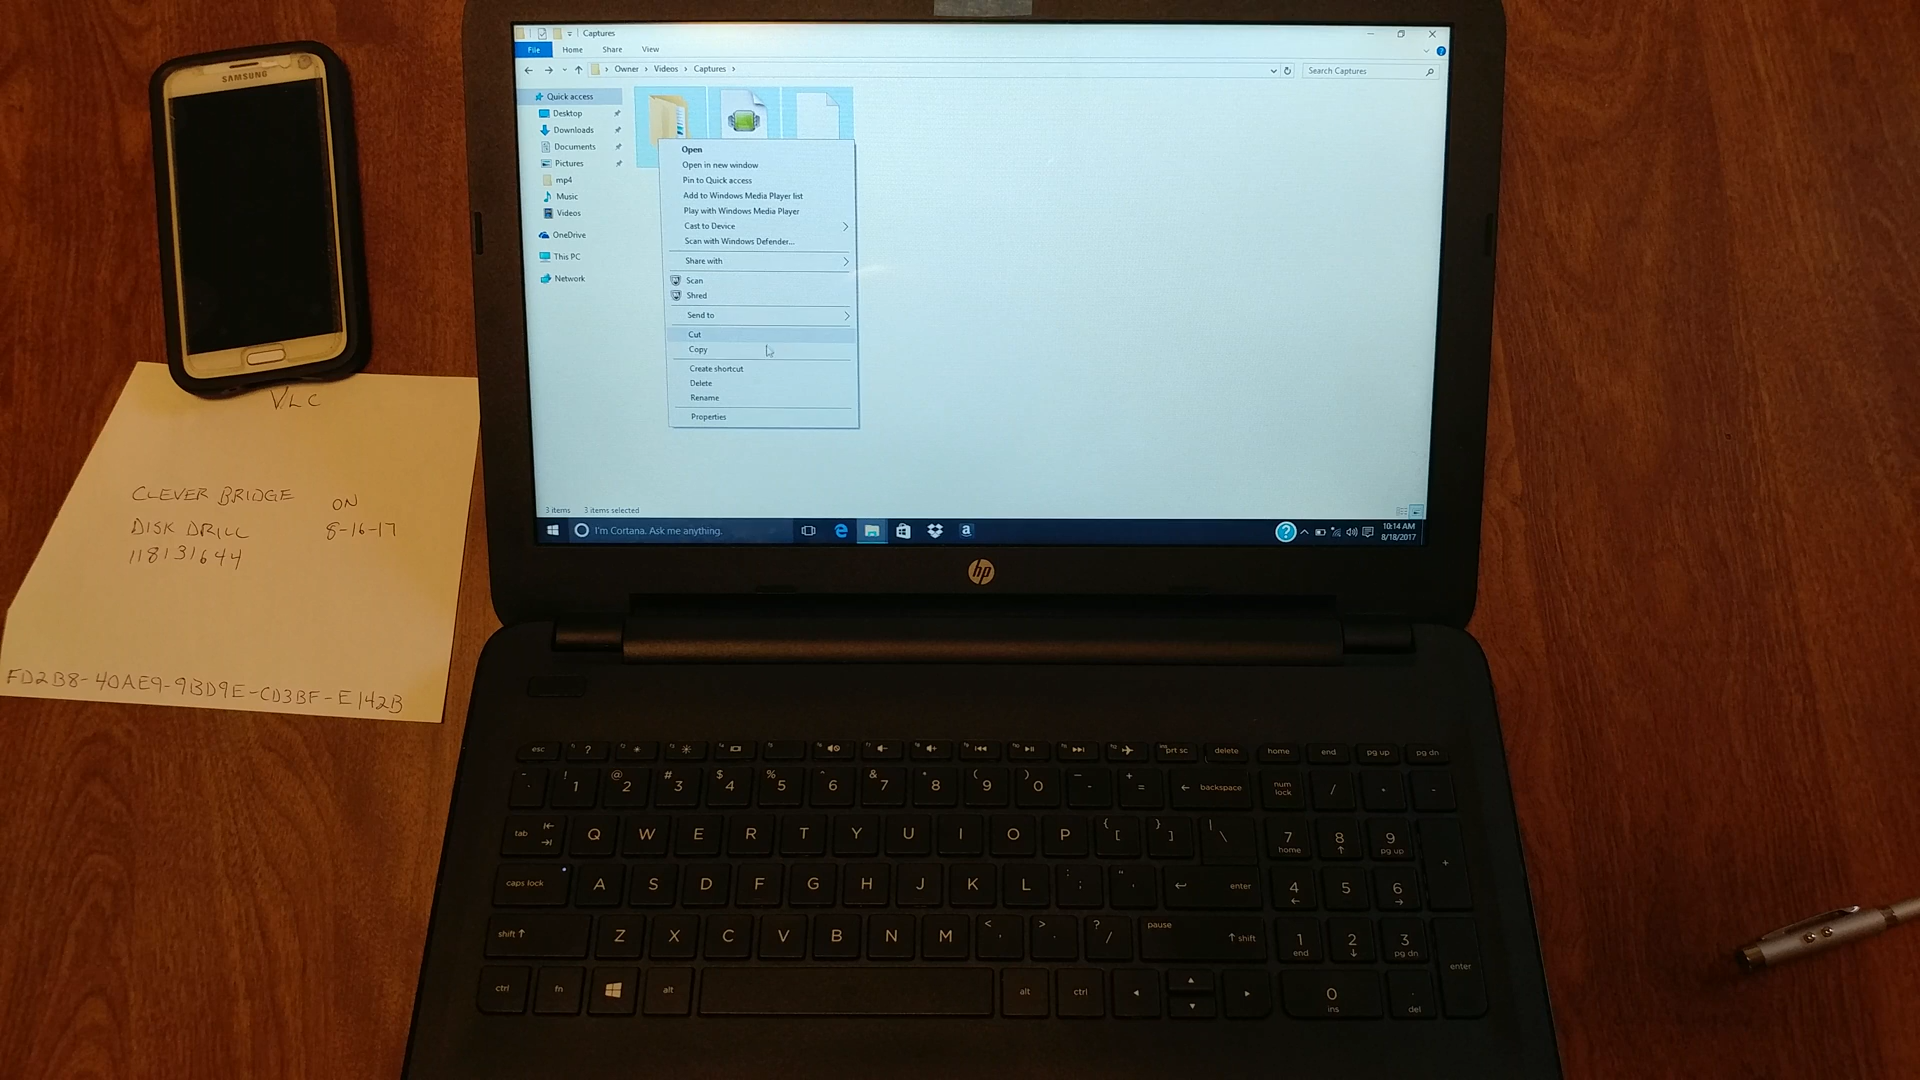 SAMSUNG
VLC
CLEVER BRIDGE ON
DISK DRILL 8-16-17
118131644
FD2B8-40AE9-9BD9E-CD3BF-E142B
Captures
File Home Share View
Owner Videos Captures
Search Captures
Quick access
Desktop
Downloads
Documents
Pictures
mp4
Music
Videos
OneDrive
This PC
Network
Open
Open in new window
Pin to Quick access
Add to Windows Media Player list
Play with Windows Media Player
Cast to Device
Scan with Windows Defender...
Share with
Scan
Shred
Send to
Cut
Copy
Create shortcut
Delete
Rename
Properties
3 items 3 items selected
I'm Cortana. Ask me anything.
10:14 AM
8/18/2017
hp
esc ? prt sc delete home end pg up pg dn
! 1 @ 2 # 3 $ 4 % 5 ^ 6 & 7 * 8 ( 9 ) 0 - = backspace num lock / * -
tab Q W E R T Y U I O P { [ } ] | \ 7 home 8 9 pg up +
caps lock A S D F G H J K L : ; " ' enter 4 5 6
shift Z X C V B N M < , > . ? / pause shift 1 end 2 3 pg dn enter
ctrl fn alt alt ctrl 0 ins . del